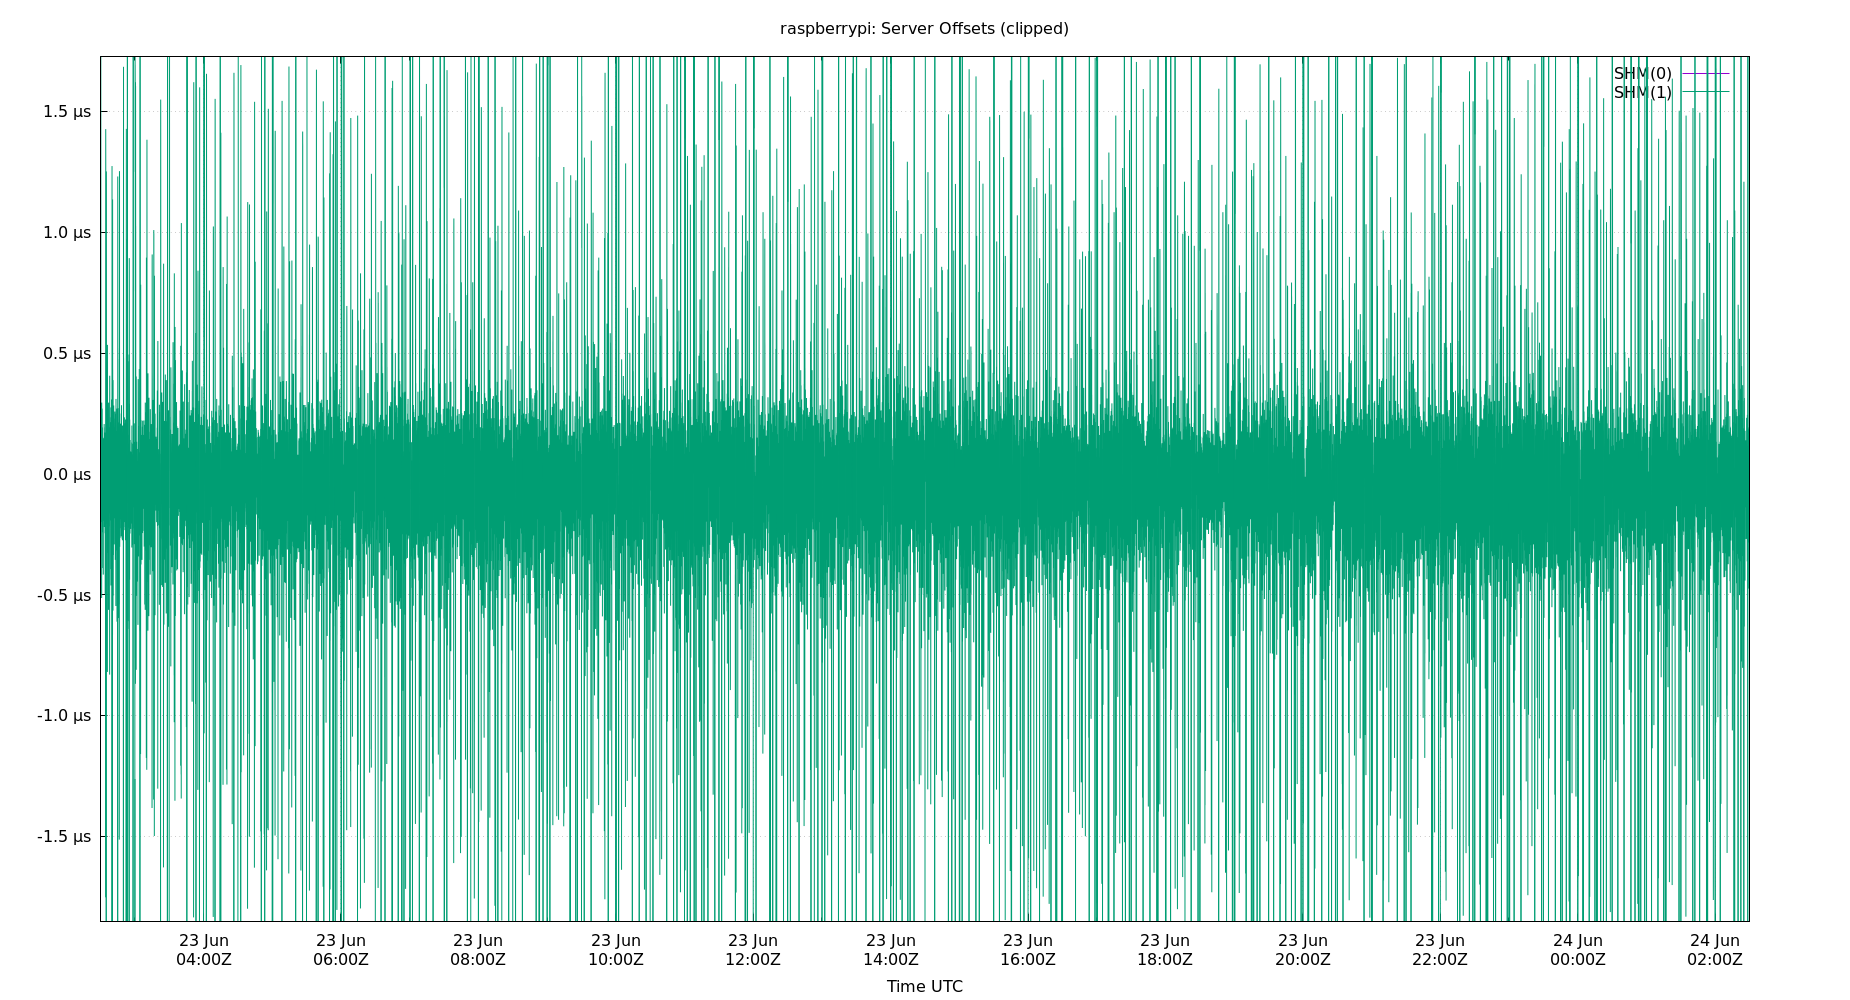 raspberrypi: Server Offsets (clipped)
SHM(0)
SHM(1)
1.5 µs
1.0 µs
0.5 µs
0.0 µs
-0.5 µs
-1.0 µs
-1.5 µs
23 Jun 23 Jun 23 Jun 23 Jun 23 Jun 23 Jun 23 Jun 23 Jun 23 Jun 23 Jun 24 Jun 24 Jun
04:00Z 06:00Z 08:00Z 10:00Z 12:00Z 14:00Z 16:00Z 18:00Z 20:00Z 22:00Z 00:00Z 02:00Z
Time UTC